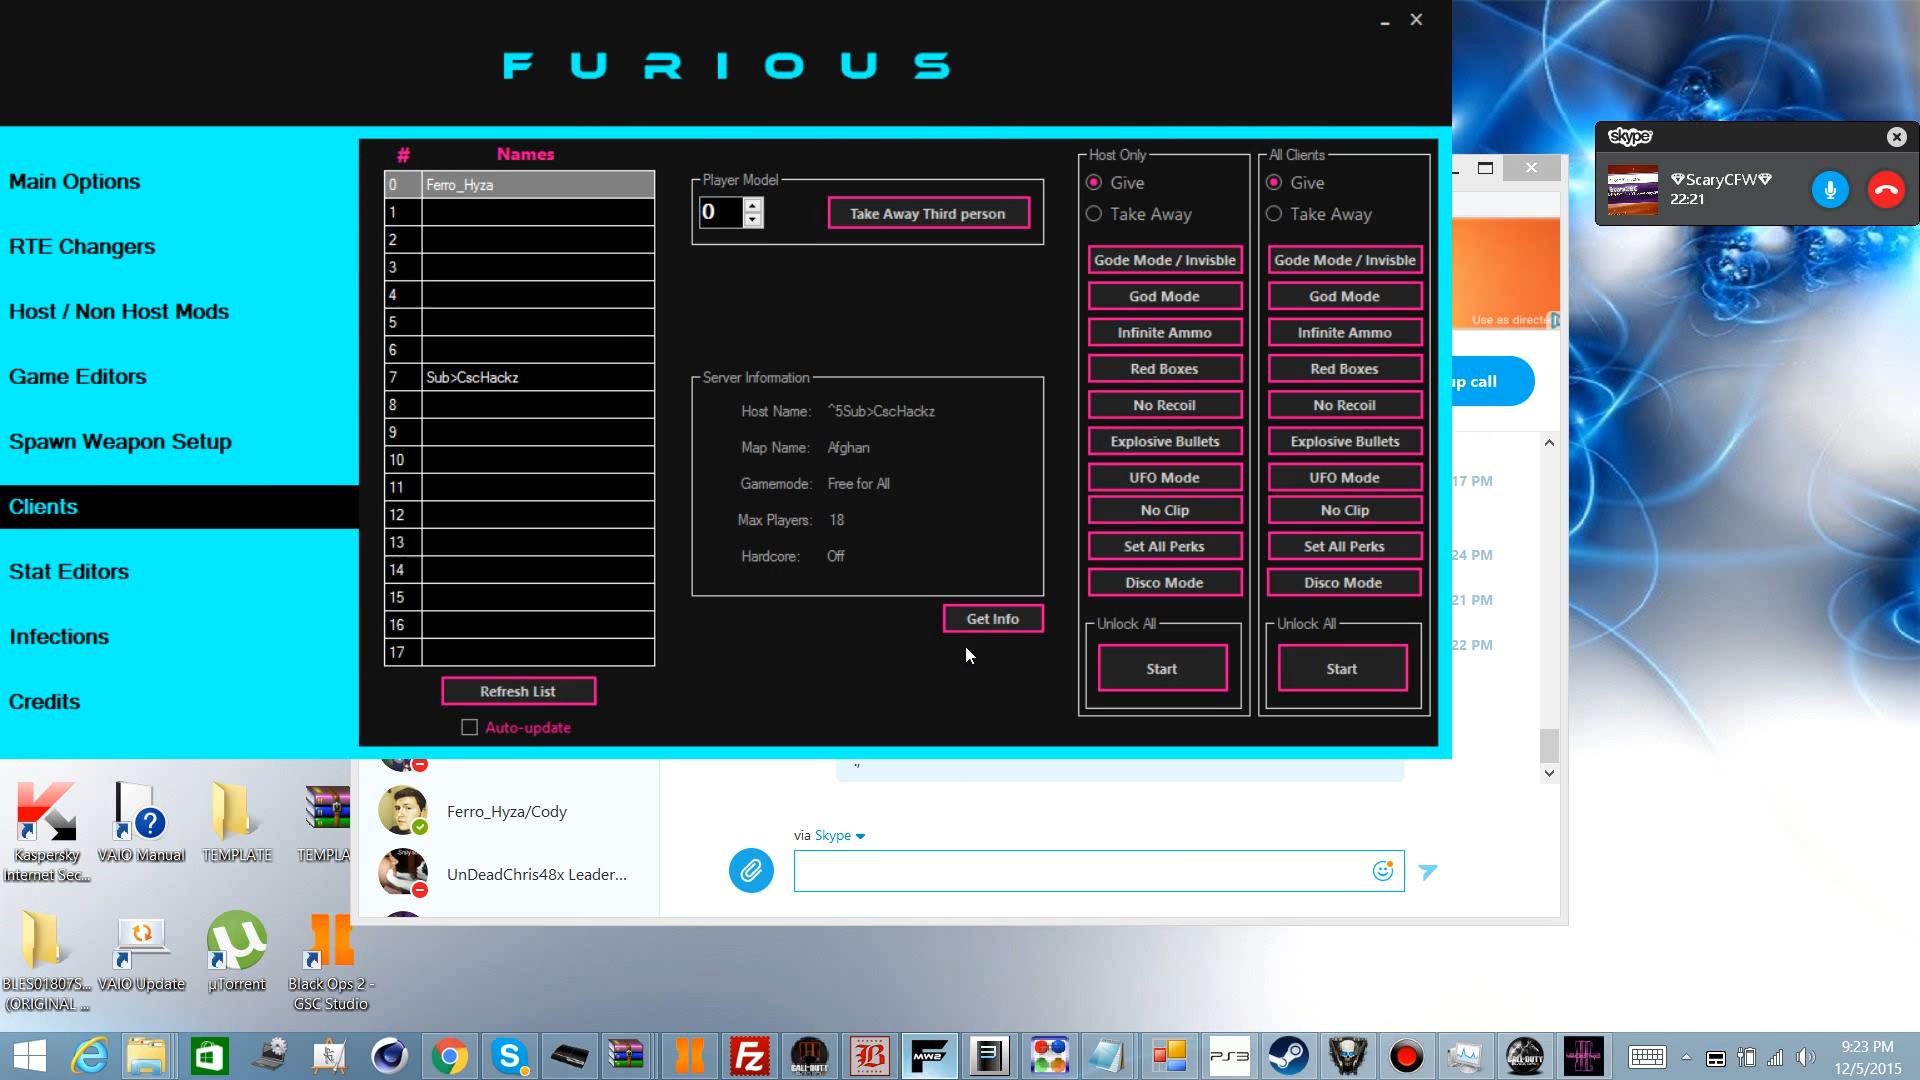 FURIOUS
Main Options
RTE Changers
Host / Non Host Mods
Game Editors
Spawn Weapon Setup
Clients
Stat Editors
Infections
Credits
# Names
0 Ferro_Hyza
1
2
3
4
5
6
7 Sub>CscHackz
8
9
10
11
12
13
14
15
16
17
Refresh List
Auto-update
Player Model
0
Take Away Third person
Server Information
Host Name: ^5Sub>CscHackz
Map Name: Afghan
Gamemode: Free for All
Max Players: 18
Hardcore: Off
Get Info
Host Only
Give
Take Away
Gode Mode / Invisble
God Mode
Infinite Ammo
Red Boxes
No Recoil
Explosive Bullets
UFO Mode
No Clip
Set All Perks
Disco Mode
Unlock All
Start
All Clients
Give
Take Away
Gode Mode / Invisble
God Mode
Infinite Ammo
Red Boxes
No Recoil
Explosive Bullets
UFO Mode
No Clip
Set All Perks
Disco Mode
Unlock All
Start
skype
ScaryCFW
22:21
Use as directe
up call
17 PM
24 PM
21 PM
22 PM
Ferro_Hyza/Cody
UnDeadChris48x Leader...
via Skype
Kaspersky
Internet Sec...
VAIO Manual
TEMPLATE
TEMPLA
BLES01807S...
(ORIGINAL ...
VAIO Update
µTorrent
Black Ops 2 -
GSC Studio
MW2
PS3
9:23 PM
12/5/2015